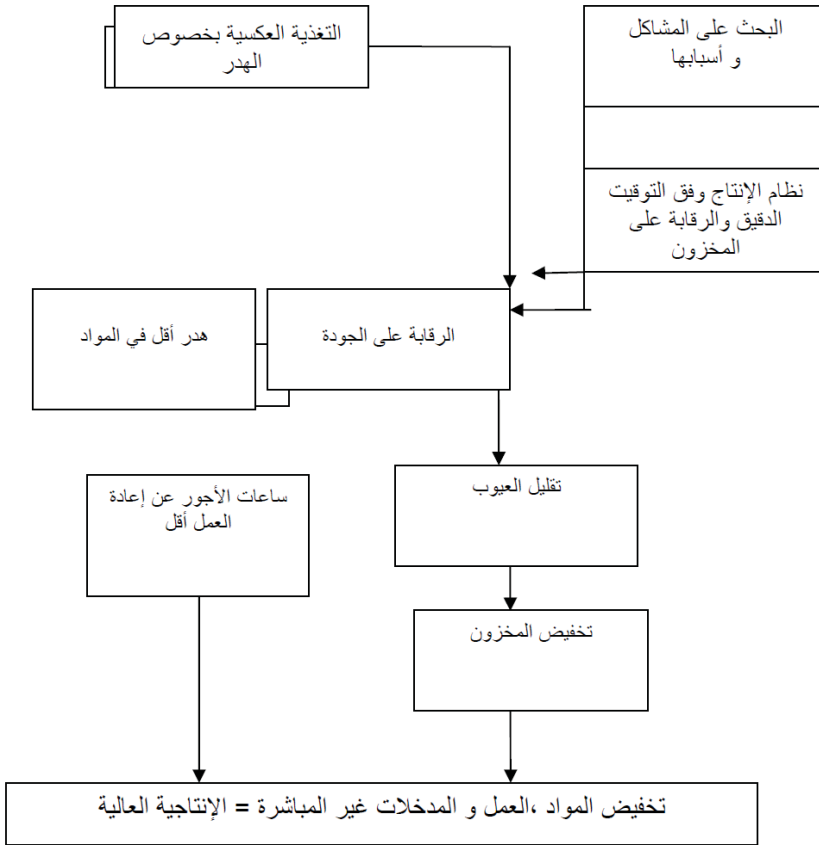 البحث على المشاكل
و أسبابها
التغذية العكسية بخصوص
الهدر
نظام الإنتاج وفق التوقيت
الدقيق والرقابة على
المخزون
الرقابة على الجودة
هدر أقل في المواد
تقليل العيوب
ساعات الأجور عن إعادة
العمل أقل
تخفيض المخزون
تخفيض المواد ،العمل و المدخلات غير المباشرة = الإنتاجية العالية